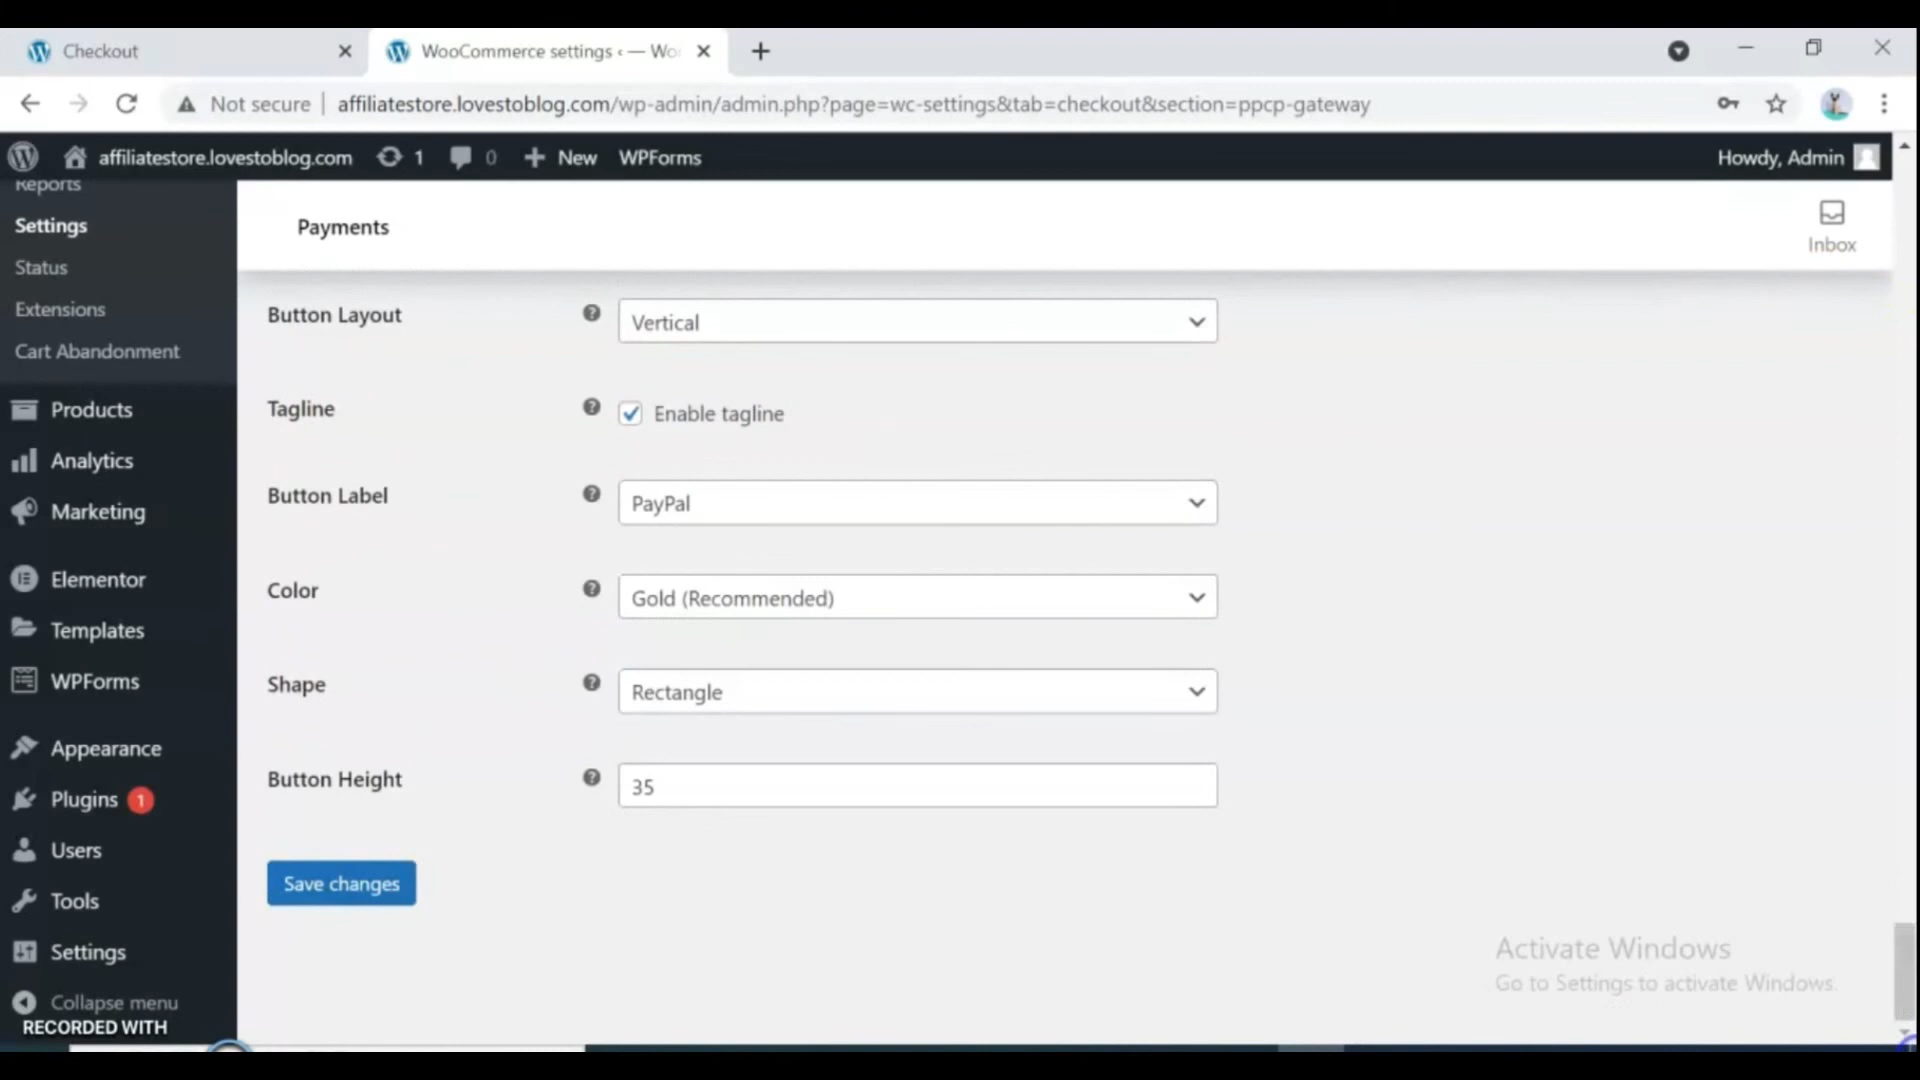 Checkout
WooCommerce settings ‹ — Wo
Not secure
affiliatestore.lovestoblog.com/wp-admin/admin.php?page=wc-settings&tab=checkout&section=ppcp-gateway
affiliatestore.lovestoblog.com 1 0 New WPForms Howdy, Admin
Reports
Settings
Status
Extensions
Cart Abandonment
Products
Analytics
Marketing
Elementor
Templates
WPForms
Appearance
Plugins 1
Users
Tools
Settings
Collapse menu
RECORDED WITH
Payments
Inbox
Button Layout Vertical
Tagline Enable tagline
Button Label PayPal
Color Gold (Recommended)
Shape Rectangle
Button Height 35
Save changes
Activate Windows
Go to Settings to activate Windows.